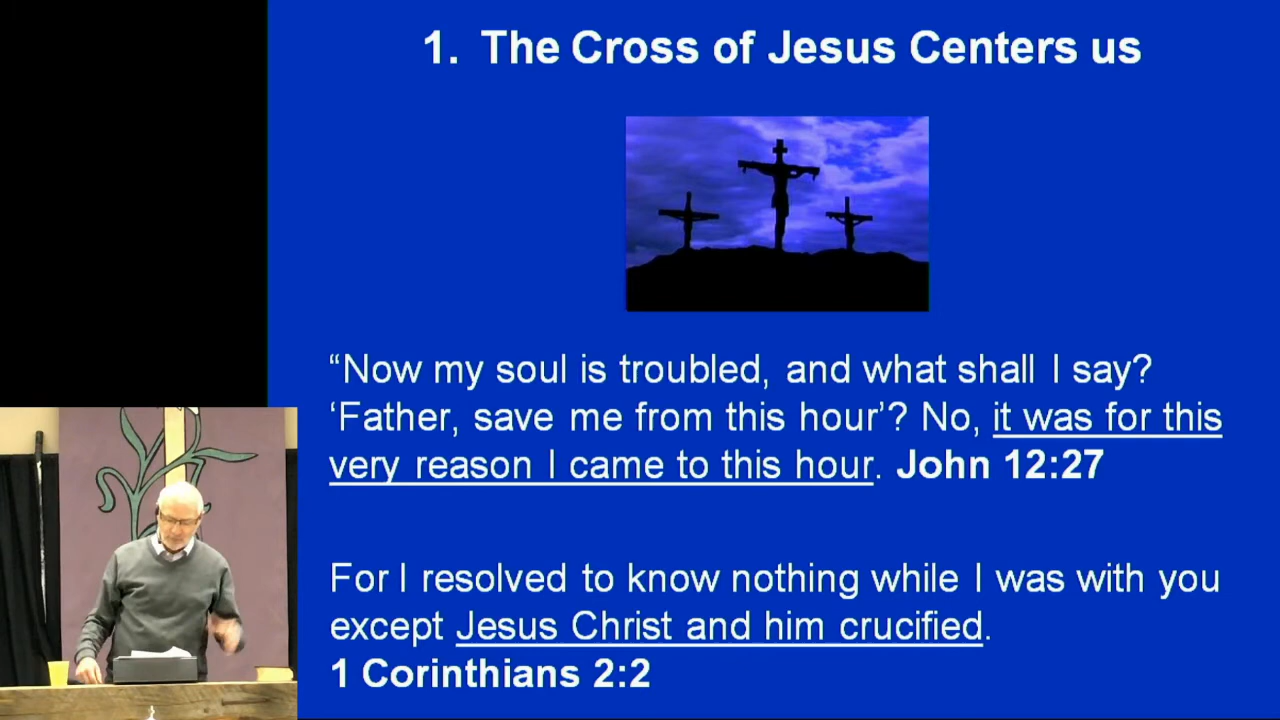 1. The Cross of Jesus Centers us
“Now my soul is troubled, and what shall I say?
‘Father, save me from this hour’? No, it was for this
very reason I came to this hour. John 12:27
For I resolved to know nothing while I was with you
except Jesus Christ and him crucified.
1 Corinthians 2:2